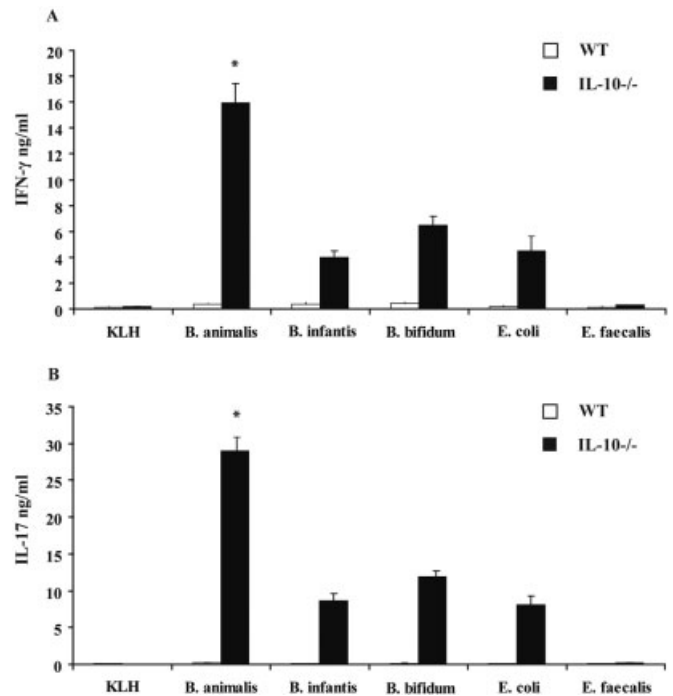 A
WT
IL-10-/-
IFN-γ ng/ml
20
18
16
14
12
10
8
6
4
2
0
*
KLH B. animalis B. infantis B. bifidum E. coli E. faecalis
B
WT
IL-10-/-
IL-17 ng/ml
35
30
25
20
15
10
5
0
*
KLH B. animalis B. infantis B. bifidum E. coli E. faecalis